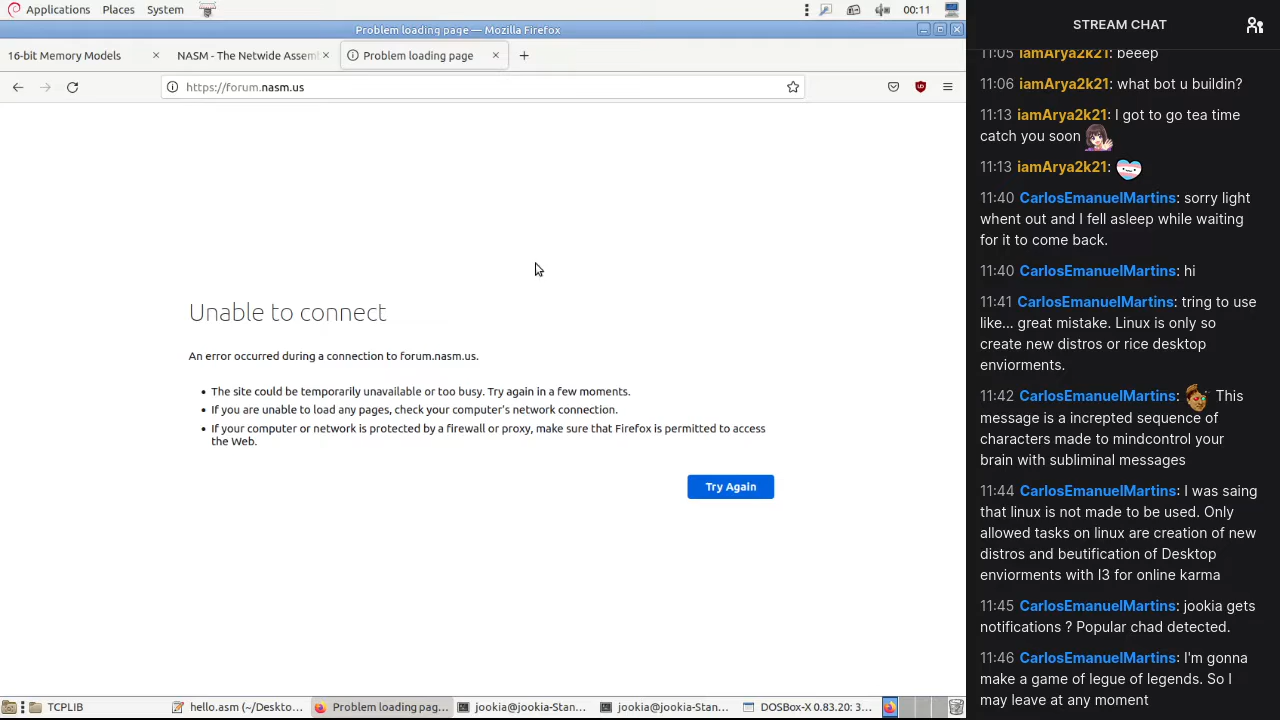 Applications Places System 00:11
Problem loading page — Mozilla Firefox
16-bit Memory Models × NASM - The Netwide Assemb × Problem loading page × +
https://forum.nasm.us
Unable to connect
An error occurred during a connection to forum.nasm.us.
• The site could be temporarily unavailable or too busy. Try again in a few moments.
• If you are unable to load any pages, check your computer's network connection.
• If your computer or network is protected by a firewall or proxy, make sure that Firefox is permitted to access
the Web.
Try Again
TCPLIB hello.asm (~/Deskto... Problem loading pag... jookia@jookia-Stan... jookia@jookia-Stan... DOSBox-X 0.83.20: 3...
STREAM CHAT
11:05 iamArya2k21: beeep
11:06 iamArya2k21: what bot u buildin?
11:13 iamArya2k21: I got to go tea time
catch you soon
11:13 iamArya2k21:
11:40 CarlosEmanuelMartins: sorry light
whent out and I fell asleep while waiting
for it to come back.
11:40 CarlosEmanuelMartins: hi
11:41 CarlosEmanuelMartins: tring to use
like... great mistake. Linux is only so
create new distros or rice desktop
enviorments.
11:42 CarlosEmanuelMartins: This
message is a increpted sequence of
characters made to mindcontrol your
brain with subliminal messages
11:44 CarlosEmanuelMartins: I was saing
that linux is not made to be used. Only
allowed tasks on linux are creation of new
distros and beutification of Desktop
enviorments with I3 for online karma
11:45 CarlosEmanuelMartins: jookia gets
notifications ? Popular chad detected.
11:46 CarlosEmanuelMartins: I'm gonna
make a game of legue of legends. So I
may leave at any moment